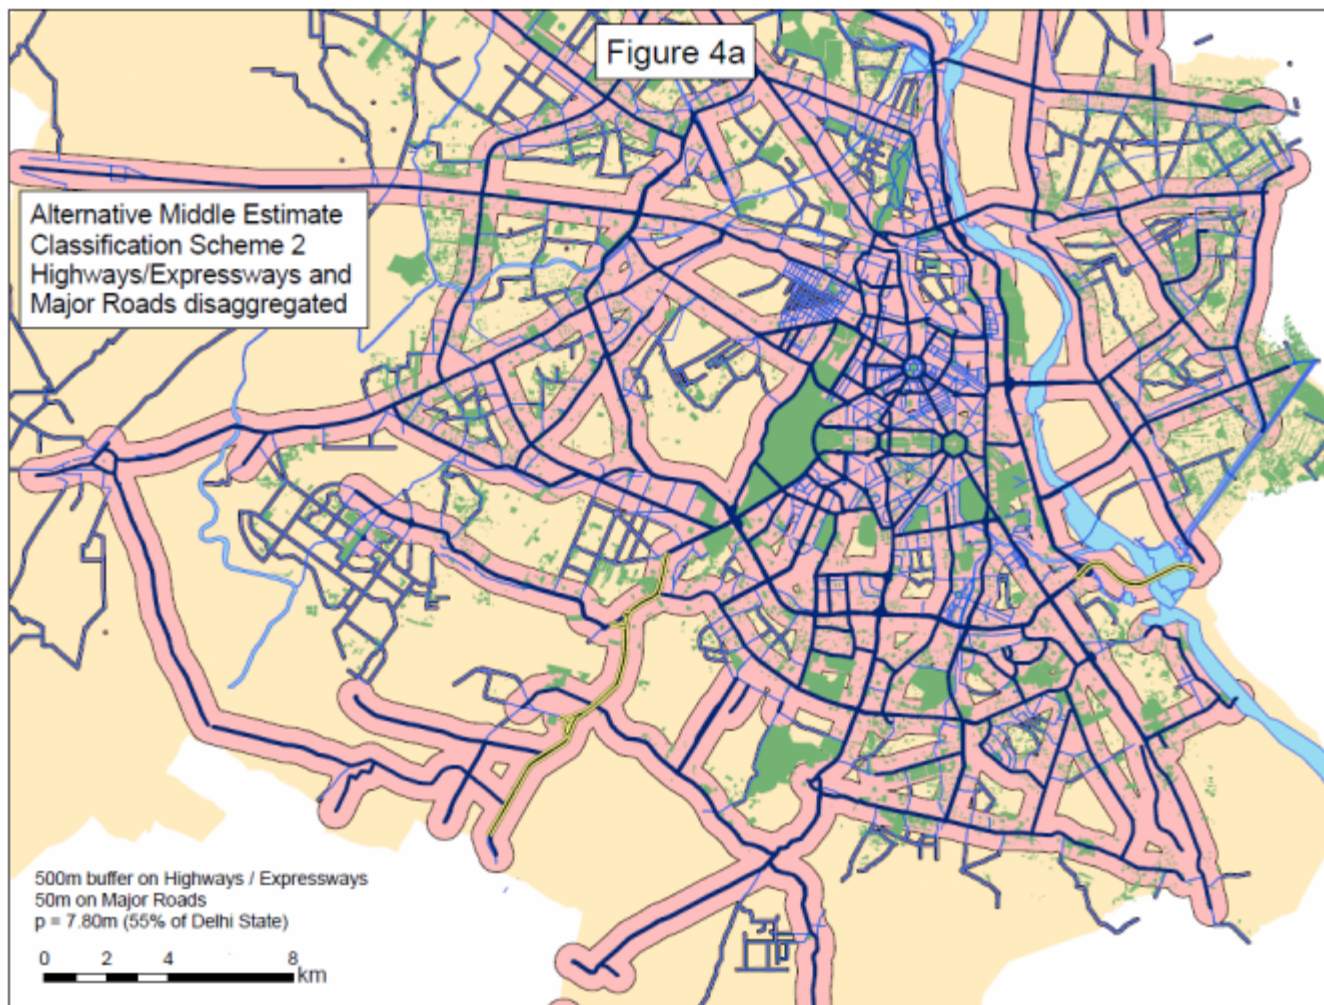 Figure 4a
Alternative Middle Estimate
Classification Scheme 2
Highways/Expressways and
Major Roads disaggregated
500m buffer on Highways / Expressways
50m on Major Roads
p = 7.80m (55% of Delhi State)
0 2 4 8
km